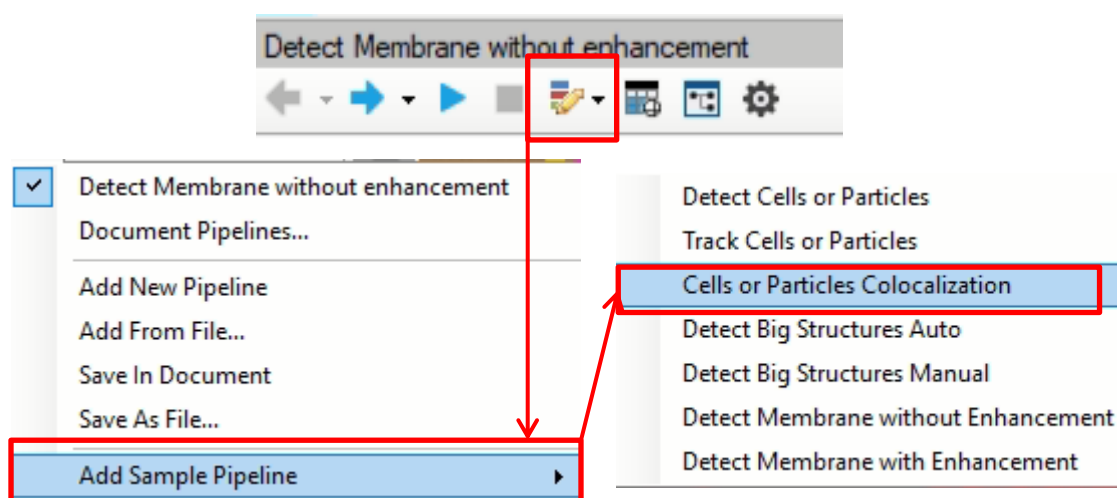 Detect Membrane without enhancement
Detect Membrane without enhancement
Document Pipelines...
Add New Pipeline
Add From File...
Save In Document
Save As File...
Add Sample Pipeline
Detect Cells or Particles
Track Cells or Particles
Cells or Particles Colocalization
Detect Big Structures Auto
Detect Big Structures Manual
Detect Membrane without Enhancement
Detect Membrane with Enhancement